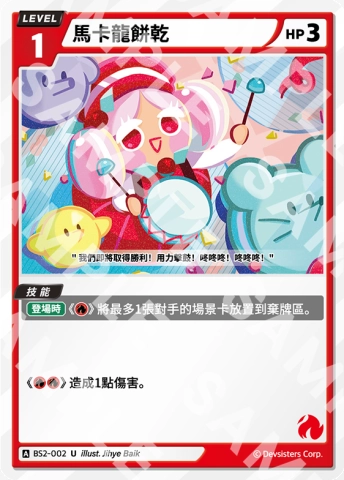 LEVEL
1
馬卡龍餅乾
HP 3
"我們即將取得勝利！用力擊鼓！咚咚咚！咚咚咚！"
技能
登場時 《》將最多1張對手的場景卡放置到棄牌區。
《》造成1點傷害。
A BS2-002 U illust. Jihye Baik
© Devsisters Corp.
SAMPLE